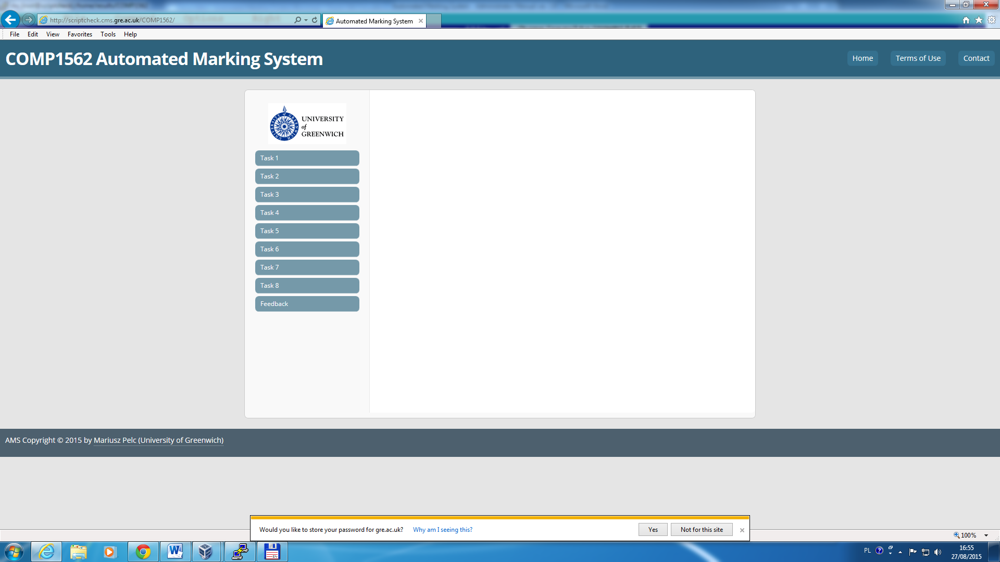 http://scriptcheck.cms.gre.ac.uk/COMP1562/
Automated Marking System
File Edit View Favorites Tools Help
COMP1562 Automated Marking System
Home Terms of Use Contact
UNIVERSITY
of
GREENWICH
UNIVERSITY of GREENWICH
Task 1
Task 2
Task 3
Task 4
Task 5
Task 6
Task 7
Task 8
Feedback
AMS Copyright © 2015 by Mariusz Pelc (University of Greenwich)
Would you like to store your password for gre.ac.uk? Why am I seeing this? Yes Not for this site
100%
PL
16:55
27/08/2015